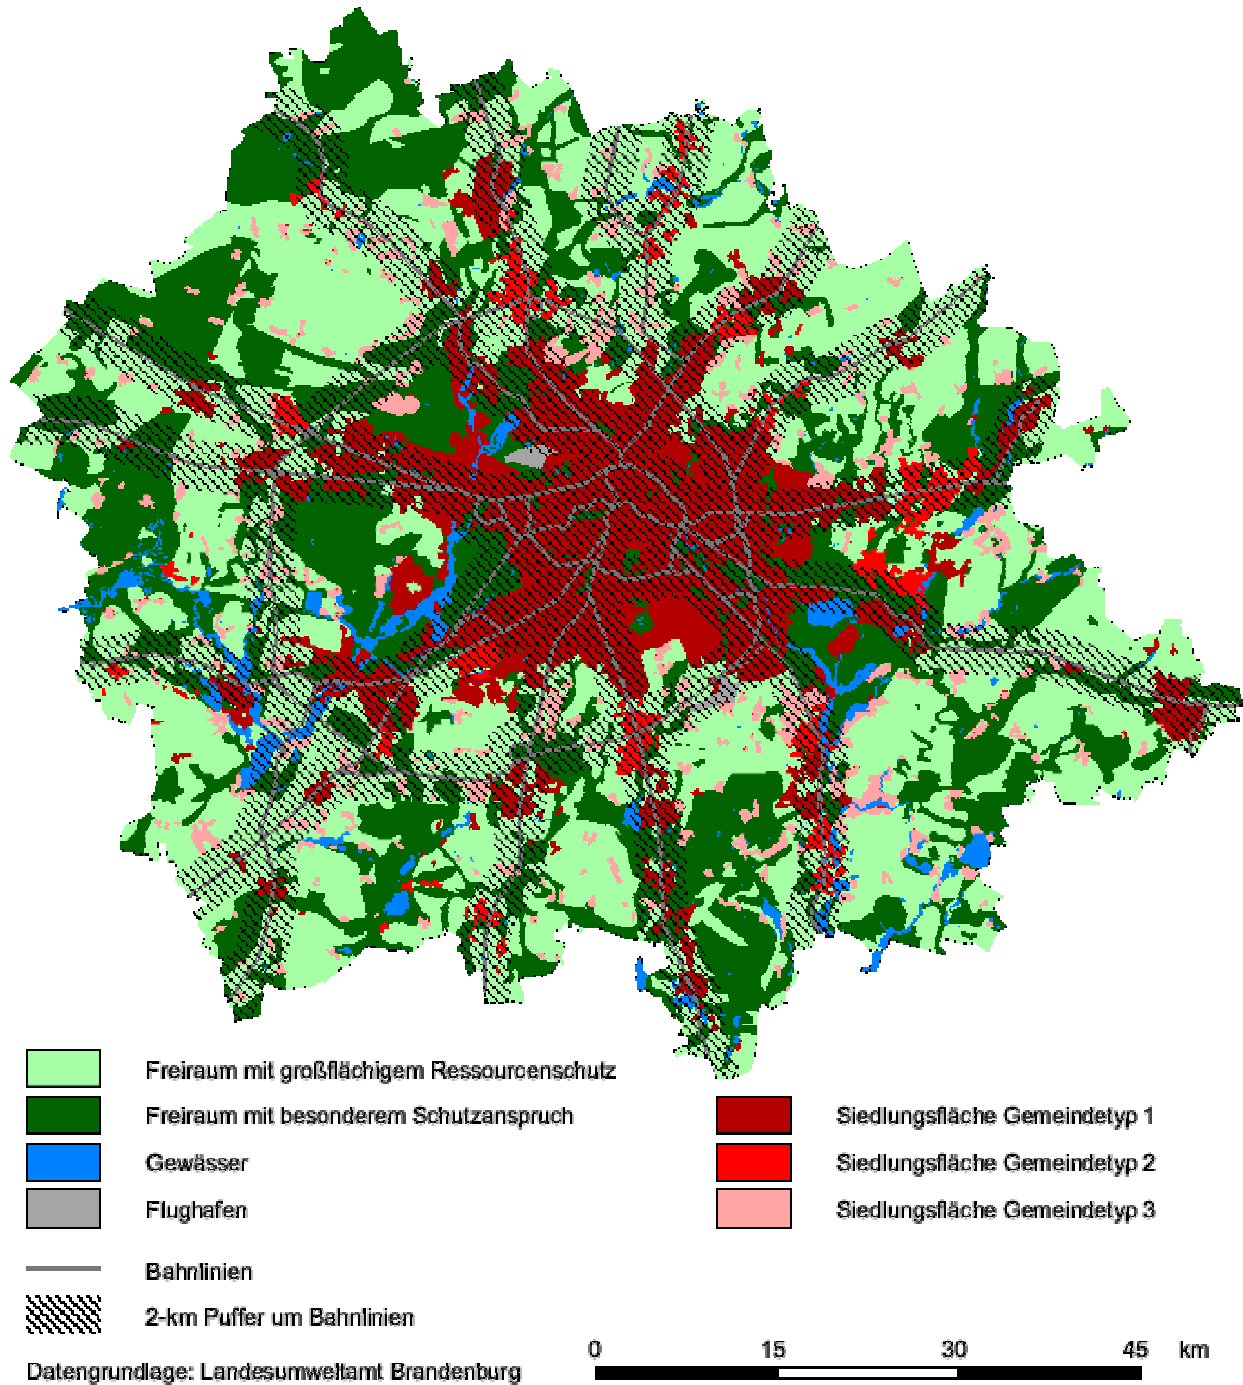 Freiraum mit großflächigem Ressourcenschutz
Freiraum mit besonderem Schutzanspruch
Gewässer
Flughafen
Bahnlinien
2-km Puffer um Bahnlinien
Siedlungsfläche Gemeindetyp 1
Siedlungsfläche Gemeindetyp 2
Siedlungsfläche Gemeindetyp 3
Datengrundlage: Landesumweltamt Brandenburg
0 15 30 45 km